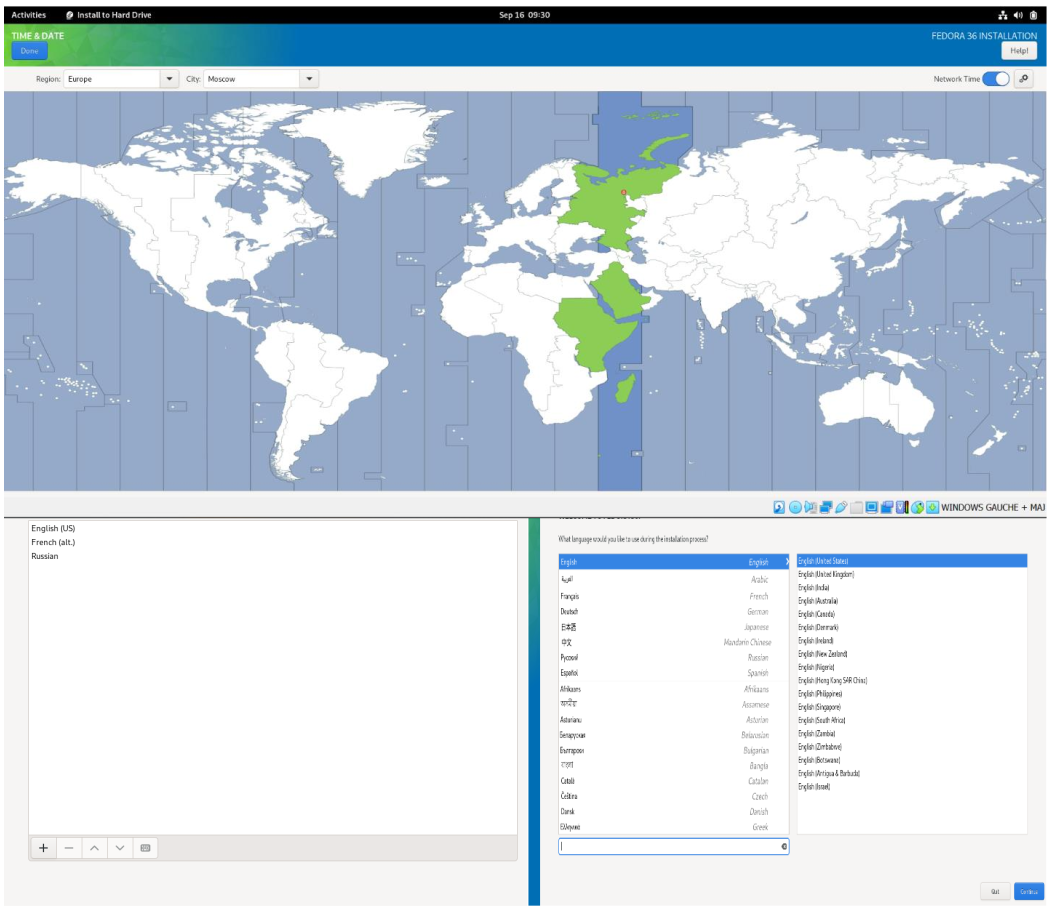 Activities Install to Hard Drive Sep 16 09:30
TIME & DATE FEDORA 36 INSTALLATION
Done Help!
Region: Europe City: Moscow Network Time
WINDOWS GAUCHE + MAJ
English (US)
French (alt.)
Russian
What language would you like to use during the installation process?
English English
العربية Arabic
Français French
Deutsch German
日本語 Japanese
中文 Mandarin Chinese
Русский Russian
Español Spanish
Afrikaans Afrikaans
অসমীয়া Assamese
Asturianu Asturian
Беларуская Belarusian
Български Bulgarian
বাংলা Bangla
Català Catalan
Čeština Czech
Dansk Danish
Ελληνικά Greek
English (United States)
English (United Kingdom)
English (India)
English (Australia)
English (Canada)
English (Denmark)
English (Ireland)
English (New Zealand)
English (Nigeria)
English (Hong Kong SAR China)
English (Philippines)
English (Singapore)
English (South Africa)
English (Zambia)
English (Zimbabwe)
English (Botswana)
English (Antigua & Barbuda)
English (Israel)
Quit Continue